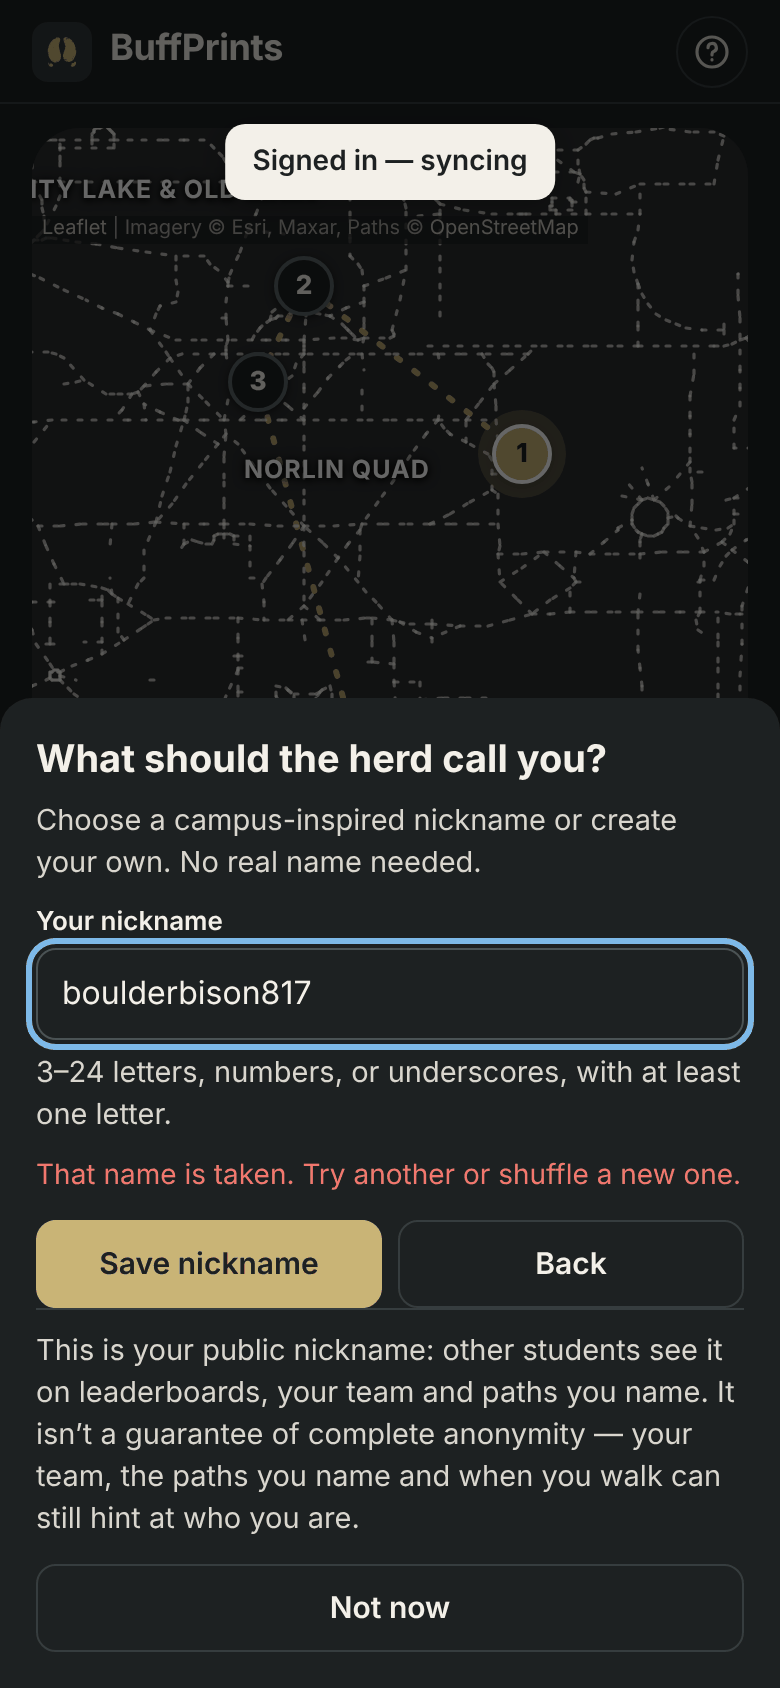 BuffPrints
Signed in — syncing
ITY LAKE & OLD
Leaflet | Imagery © Esri, Maxar, Paths © OpenStreetMap
2
3
1
NORLIN QUAD
What should the herd call you?
Choose a campus-inspired nickname or create
your own. No real name needed.
Your nickname
boulderbison817
3–24 letters, numbers, or underscores, with at least
one letter.
That name is taken. Try another or shuffle a new one.
Save nickname
Back
This is your public nickname: other students see it
on leaderboards, your team and paths you name. It
isn’t a guarantee of complete anonymity — your
team, the paths you name and when you walk can
still hint at who you are.
Not now